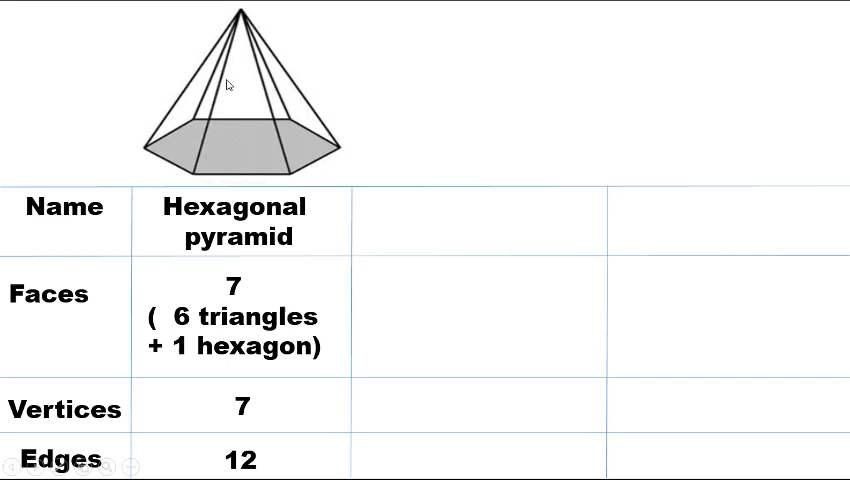 Name
Hexagonal
pyramid
Faces
7
( 6 triangles
+ 1 hexagon)
Vertices
7
Edges
12